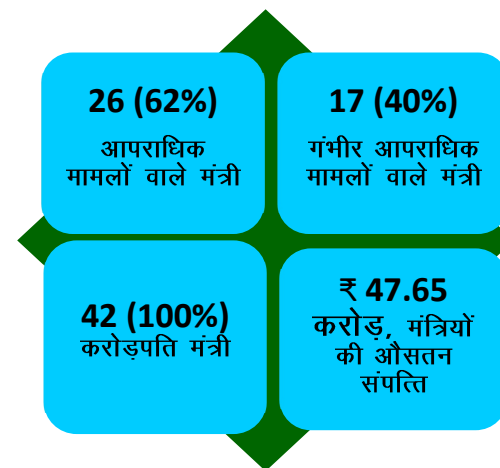 26 (62%)
आपराधिक
मामलों वाले मंत्री
17 (40%)
गंभीर आपराधिक
मामलों वाले मंत्री
42 (100%)
करोड़पति मंत्री
₹ 47.65
करोड़, मंत्रियों
की औसतन
संपत्ति